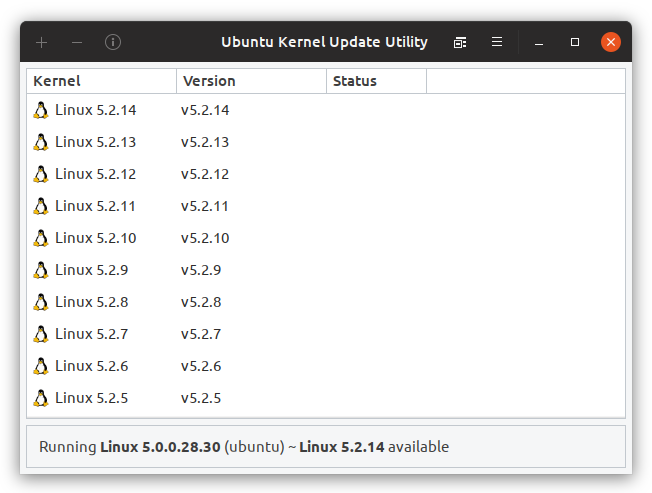 Ubuntu Kernel Update Utility
Kernel Version Status
Linux 5.2.14 v5.2.14
Linux 5.2.13 v5.2.13
Linux 5.2.12 v5.2.12
Linux 5.2.11 v5.2.11
Linux 5.2.10 v5.2.10
Linux 5.2.9 v5.2.9
Linux 5.2.8 v5.2.8
Linux 5.2.7 v5.2.7
Linux 5.2.6 v5.2.6
Linux 5.2.5 v5.2.5
Running Linux 5.0.0.28.30 (ubuntu) ~ Linux 5.2.14 available